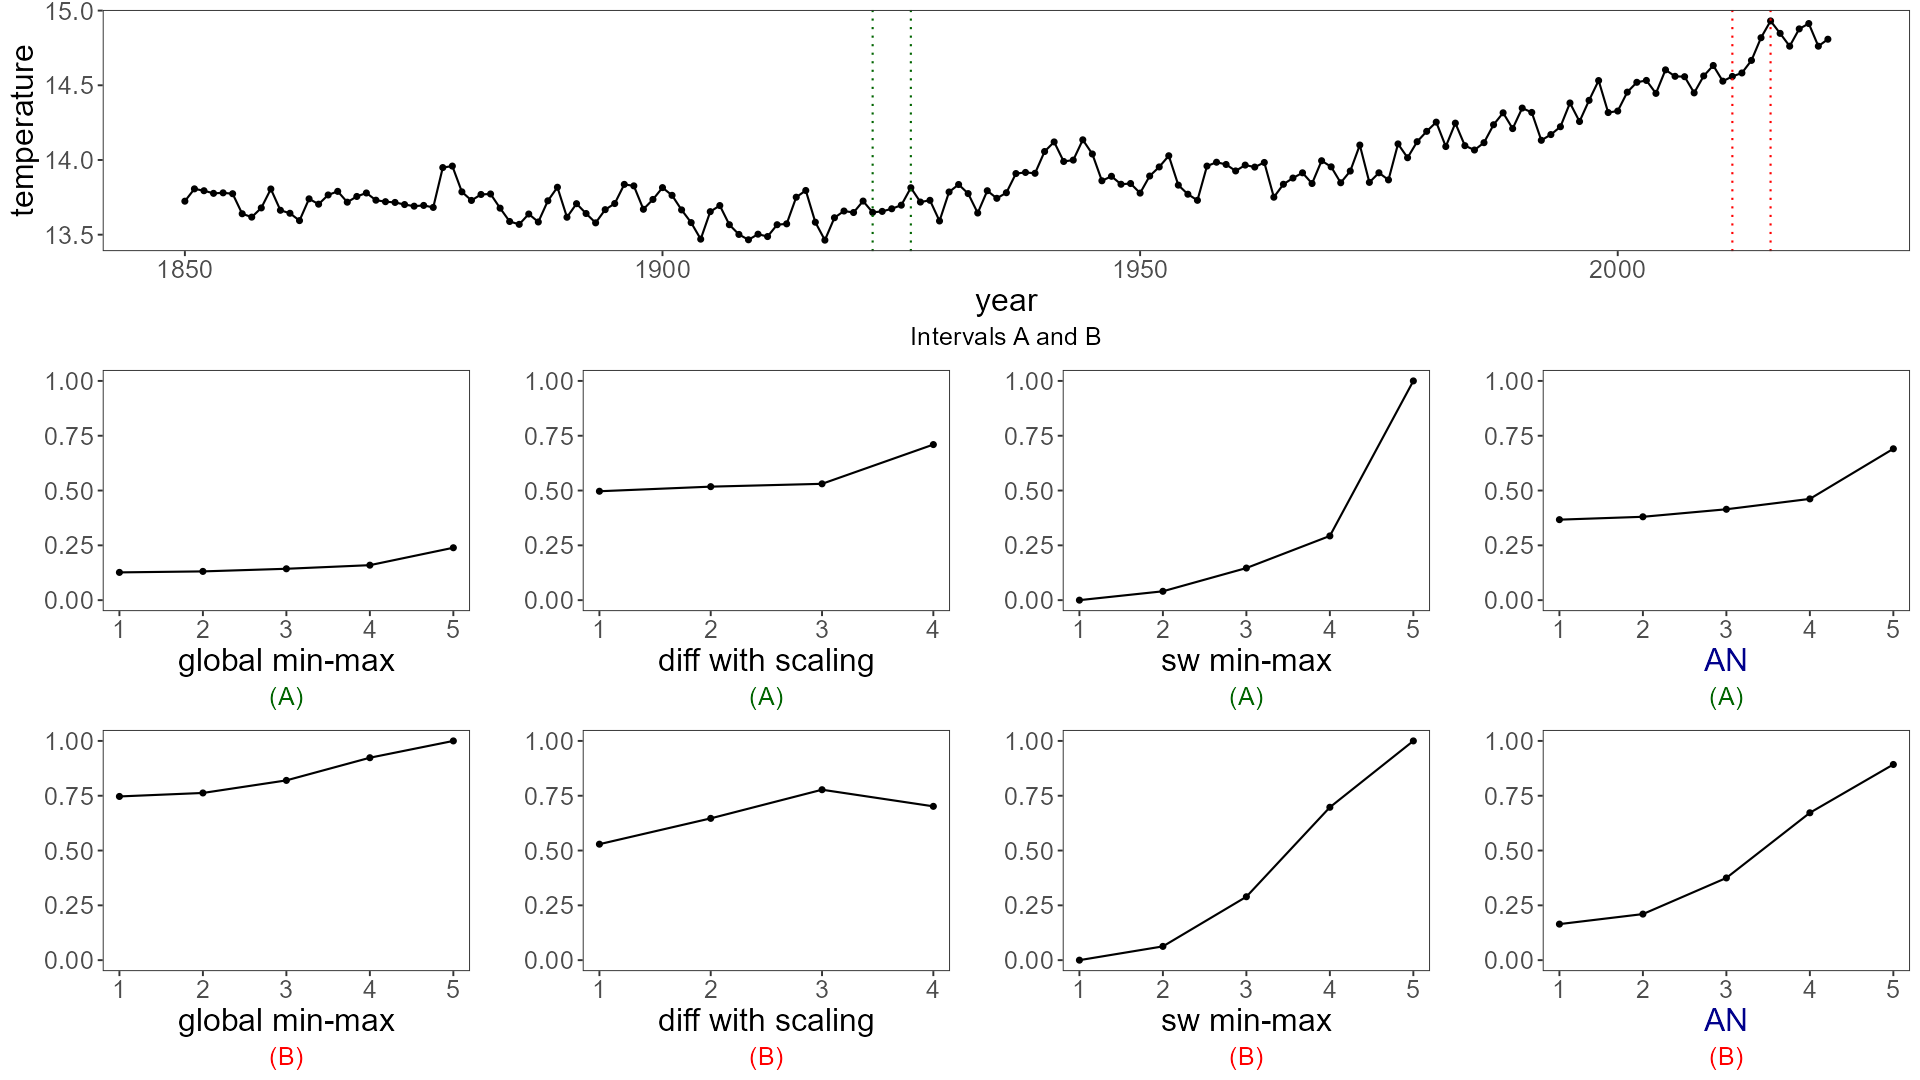 temperature
15.0
14.5
14.0
13.5
1850 1900 1950 2000
year
Intervals A and B
1.00 1.00 1.00 1.00
0.75 0.75 0.75 0.75
0.50 0.50 0.50 0.50
0.25 0.25 0.25 0.25
0.00 0.00 0.00 0.00
1 2 3 4 5 1 2 3 4 1 2 3 4 5 1 2 3 4 5
global min-max diff with scaling sw min-max AN
(A) (A) (A) (A)
1.00 1.00 1.00 1.00
0.75 0.75 0.75 0.75
0.50 0.50 0.50 0.50
0.25 0.25 0.25 0.25
0.00 0.00 0.00 0.00
1 2 3 4 5 1 2 3 4 1 2 3 4 5 1 2 3 4 5
global min-max diff with scaling sw min-max AN
(B) (B) (B) (B)